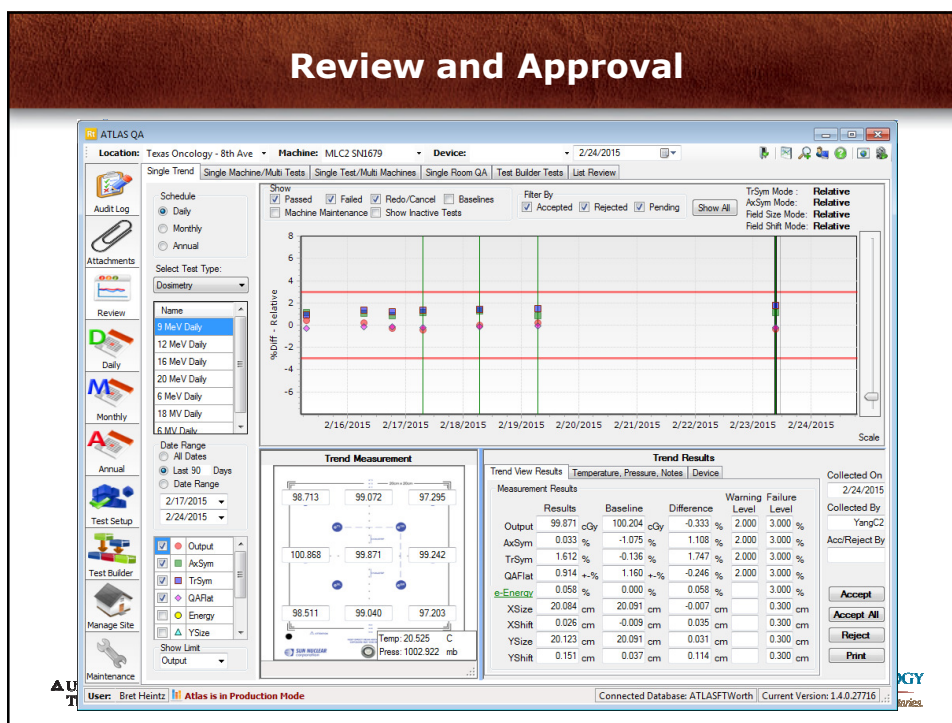 Review and Approval
Rt ATLAS QA
Location: Texas Oncology - 8th Ave Machine: MLC2 SN1679 Device: 2/24/2015
Single Trend Single Machine/Multi Tests Single Test/Multi Machines Single Room QA Test Builder Tests List Review
Audit Log
Attachments
Review
D
Daily
M
Monthly
A
Annual
Test Setup
Test Builder
Manage Site
Maintenance
Schedule
Daily
Monthly
Annual
Select Test Type:
Dosimetry
Name
9 MeV Daily
12 MeV Daily
16 MeV Daily
20 MeV Daily
6 MeV Daily
18 MV Daily
6 MV Daily
Date Range
All Dates
Last 90 Days
Date Range
2/17/2015
2/24/2015
Output
AxSym
TrSym
QAFlat
Energy
YSize
Show Limit
Output
Show
Passed Failed Redo/Cancel Baselines
Machine Maintenance Show Inactive Tests
Filter By
Accepted Rejected Pending
Show All
TrSym Mode : Relative
AxSym Mode: Relative
Field Size Mode: Relative
Field Shift Mode: Relative
%Diff - Relative
8
6
4
2
0
-2
-4
-6
2/16/2015 2/17/2015 2/18/2015 2/19/2015 2/20/2015 2/21/2015 2/22/2015 2/23/2015 2/24/2015
Scale
Trend Measurement
98.713 99.072 97.295
100.868 99.871 99.242
98.511 99.040 97.203
SUN NUCLEAR
Temp: 20.525 C
Press: 1002.922 mb
Trend Results
Trend View Results Temperature, Pressure, Notes Device
Measurement Results
Results Baseline Difference Warning Level Failure Level
Output 99.871 cGy 100.204 cGy -0.333 % 2.000 3.000 %
AxSym 0.033 % -1.075 % 1.108 % 2.000 3.000 %
TrSym 1.612 % -0.136 % 1.747 % 2.000 3.000 %
QAFlat 0.914 +-% 1.160 +-% -0.246 % 2.000 3.000 %
e-Energy 0.058 % 0.000 % 0.058 % 3.000 %
XSize 20.084 cm 20.091 cm -0.007 cm 0.300 cm
XShift 0.026 cm -0.009 cm 0.035 cm 0.300 cm
YSize 20.123 cm 20.091 cm 0.031 cm 0.300 cm
YShift 0.151 cm 0.037 cm 0.114 cm 0.300 cm
Collected On
2/24/2015
Collected By
YangC2
Acc/Reject By
Accept
Accept All
Reject
Print
User: Bret Heintz Atlas is in Production Mode Connected Database: ATLASFTWorth Current Version: 1.4.0.27716